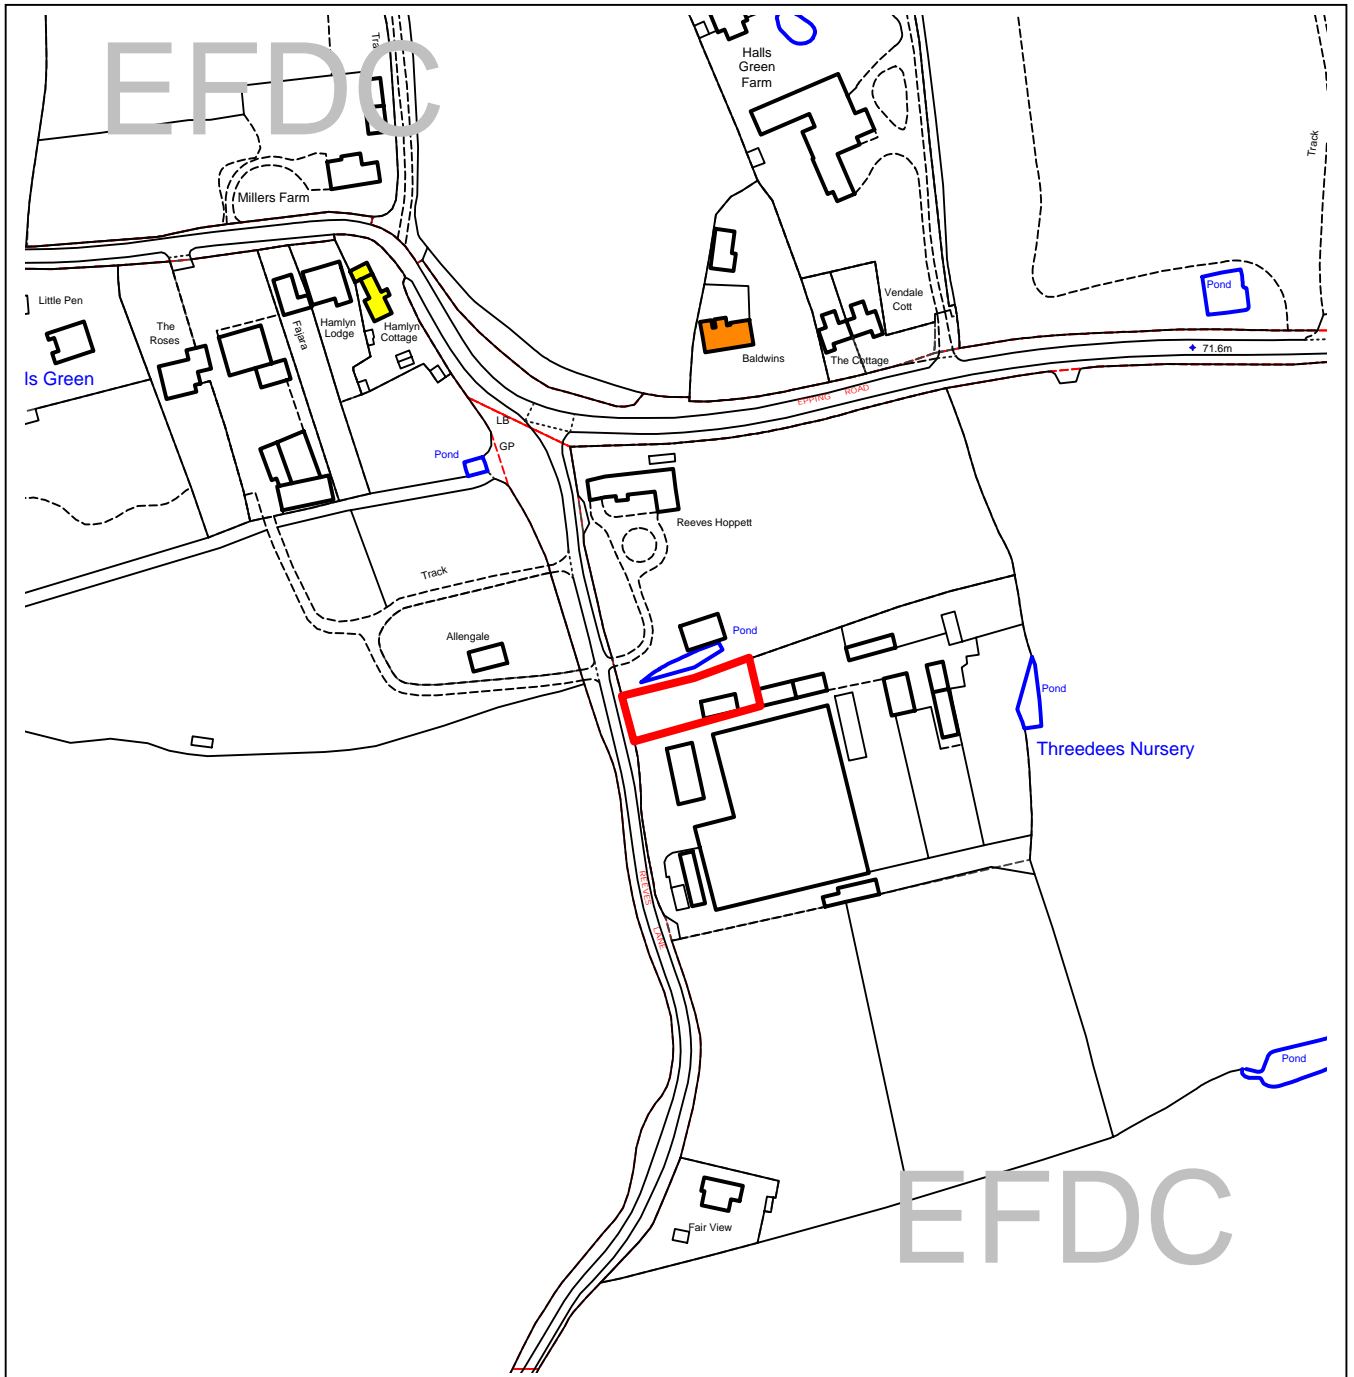 EFDC
Tra
Halls
Green
Farm
Track
Millers Farm
Pond
Little Pen
The
Roses
Fajara
Hamlyn
Lodge
Hamlyn
Cottage
Vendale
Cott
Baldwins
The Cottage
71.6m
ls Green
EPPING ROAD
LB
GP
Pond
Reeves Hoppett
Track
Allengale
Pond
Pond
Threedees Nursery
REEVES
LANE
Pond
EFDC
Fair View